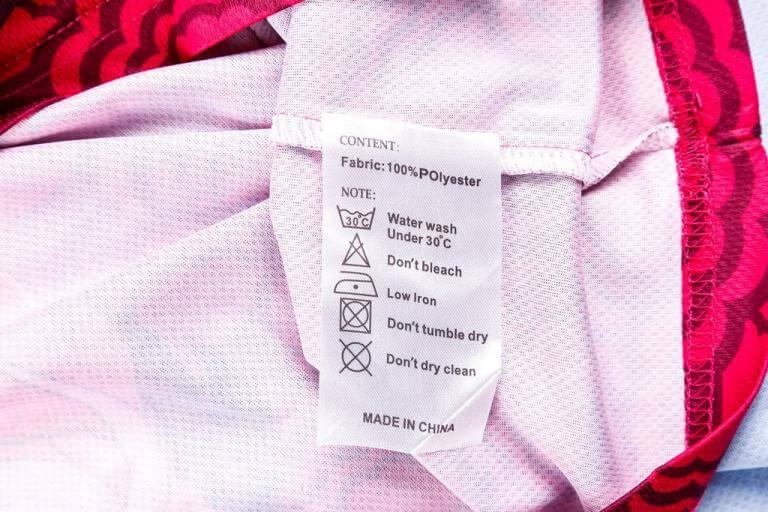 CONTENT:
Fabric:100%POlyester
NOTE:
30°C
Water wash
Under 30°C
Don't bleach
Low Iron
Don't tumble dry
Don't dry clean
MADE IN CHINA